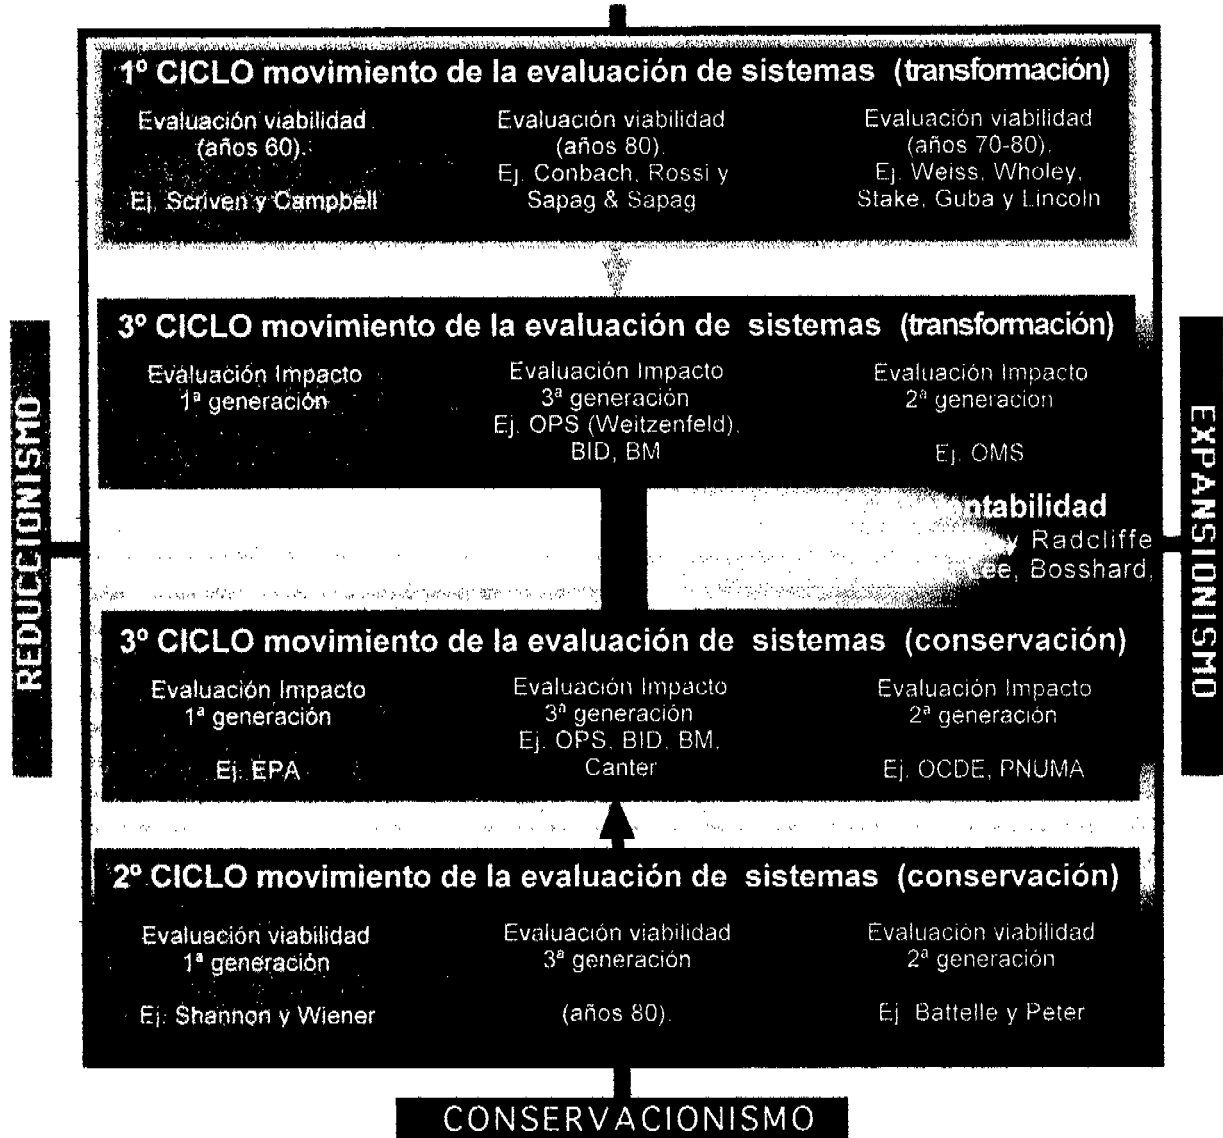 1º CICLO movimiento de la evaluación de sistemas (transformación)
Evaluación viabilidad
(años 60).
Ej. Scriven y Campbell
Evaluación viabilidad
(años 80).
Ej. Conbach, Rossi y
Sapag & Sapag
Evaluación viabilidad
(años 70-80).
Ej. Weiss, Wholey,
Stake, Guba y Lincoln
3º CICLO movimiento de la evaluación de sistemas (transformación)
Evaluación Impacto
1ª generación
Evaluación Impacto
3ª generación
Ej. OPS (Weitzenfeld),
BID, BM
Evaluación Impacto
2ª generación
Ej. OMS
REDUCCIONISMO
EXPANSIONISMO
ntabilidad
y Radcliffe
Lee, Bosshard,
3º CICLO movimiento de la evaluación de sistemas (conservación)
Evaluación Impacto
1ª generación
Ej. EPA
Evaluación Impacto
3ª generación
Ej. OPS, BID, BM,
Canter
Evaluación Impacto
2ª generación
Ej. OCDE, PNUMA
2º CICLO movimiento de la evaluación de sistemas (conservación)
Evaluación viabilidad
1ª generación
Ej. Shannon y Wiener
Evaluación viabilidad
3ª generación
(años 80).
Evaluación viabilidad
2ª generación
Ej Battelle y Peter
CONSERVACIONISMO